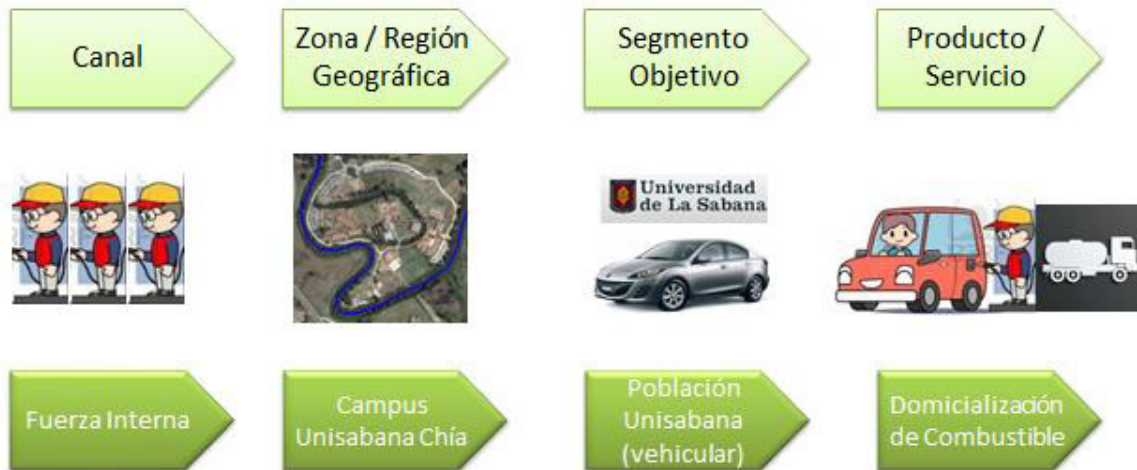 Canal
Zona / Región
Geográfica
Segmento
Objetivo
Producto /
Servicio
Universidad
de La Sabana
Fuerza Interna
Campus
Unisabana Chía
Población
Unisabana
(vehicular)
Domicialización
de Combustible